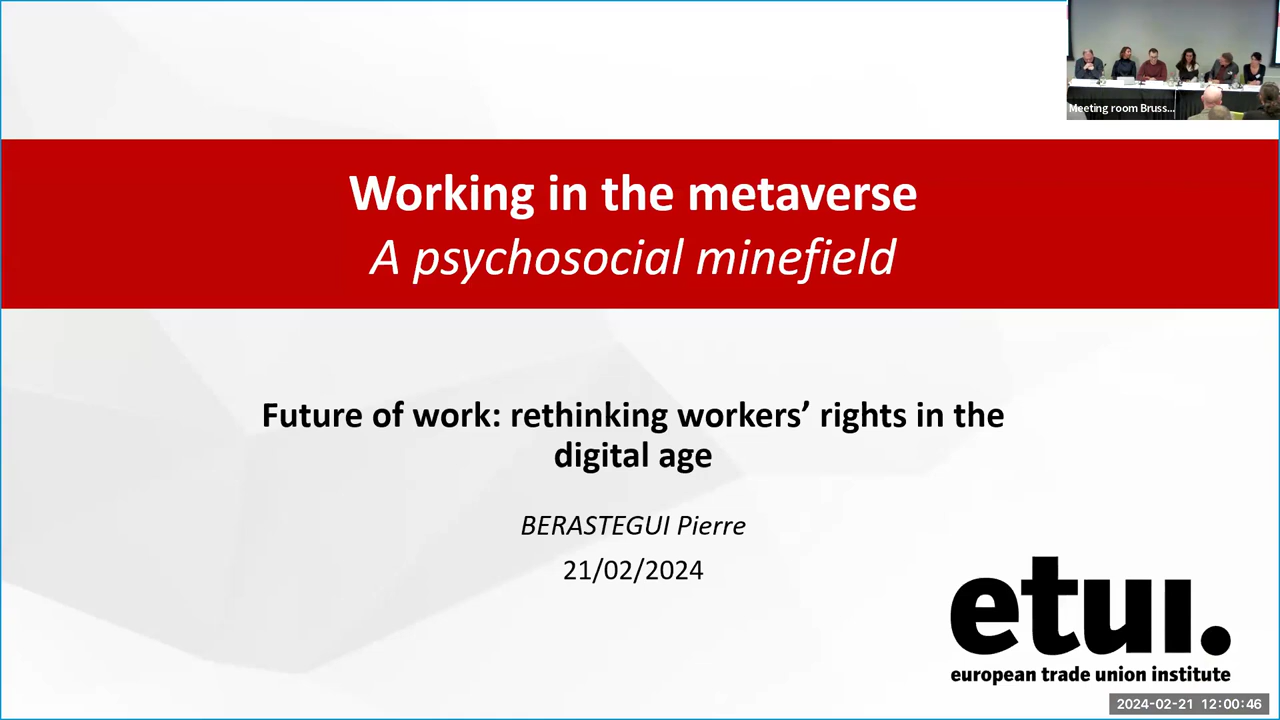 Meeting room Bruss...
Working in the metaverse
A psychosocial minefield
Future of work: rethinking workers’ rights in the
digital age
BERASTEGUI Pierre
21/02/2024
etui.
european trade union institute
2024-02-21 12:00:46